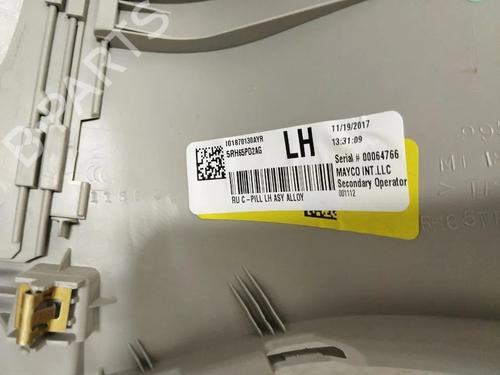 IO1870130AYR
5RH65PD2AG
LH
RU C-PILL LH ASY ALLOY
11/19/2017
13:31:09
Serial # 00064766
MAYCO INT.LLC
Secondary Operator
001112